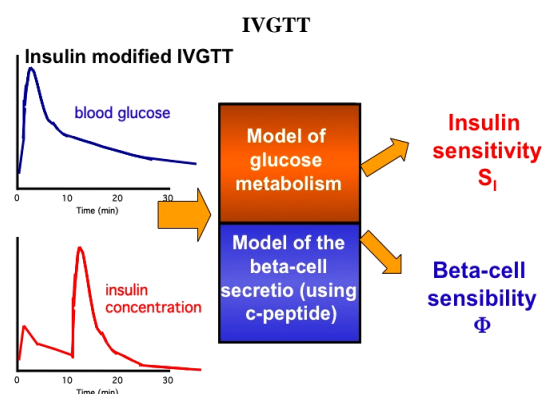 IVGTT
Insulin modified IVGTT
blood glucose
0
10
20
30
Time (min)
insulin
concentration
0
10
20
30
Time (min)
Model of
glucose
metabolism
Model of the
beta-cell
secretio (using
c-peptide)
Insulin
sensitivity
S_I
Beta-cell
sensibility
Φ